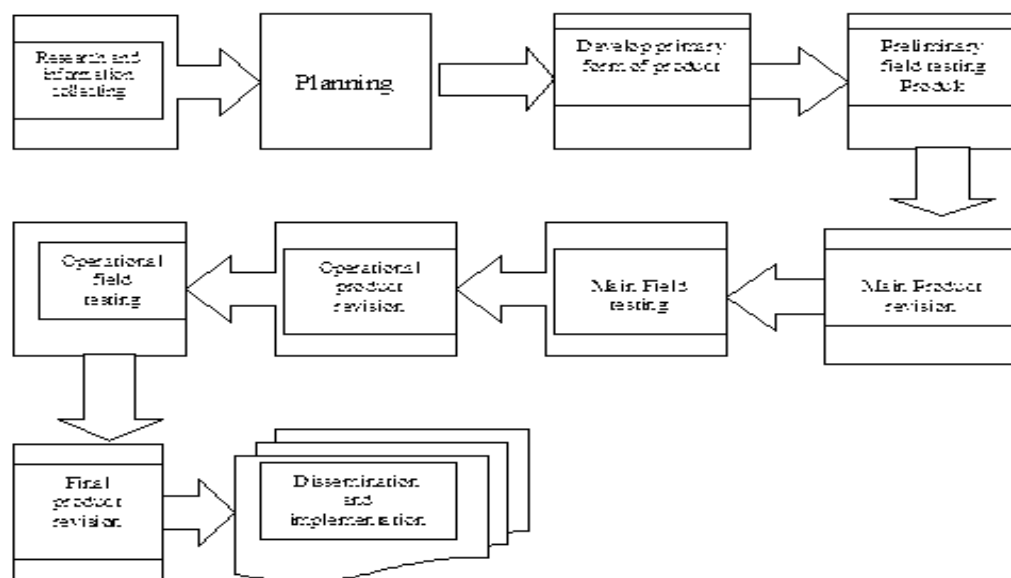 Research and
information
collecting
Planning
Develop primary
form of product
Preliminary
field testing
Produk
Operational
field
testing
Operational
product
revision
Main Field
testing
Main Product
revision
Final
product
revision
Dissemination
and
implementation